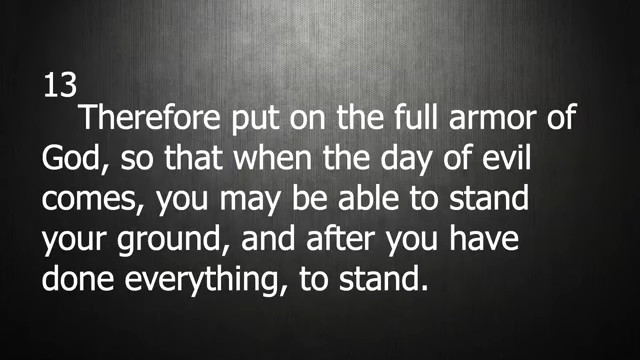 13
Therefore put on the full armor of
God, so that when the day of evil
comes, you may be able to stand
your ground, and after you have
done everything, to stand.